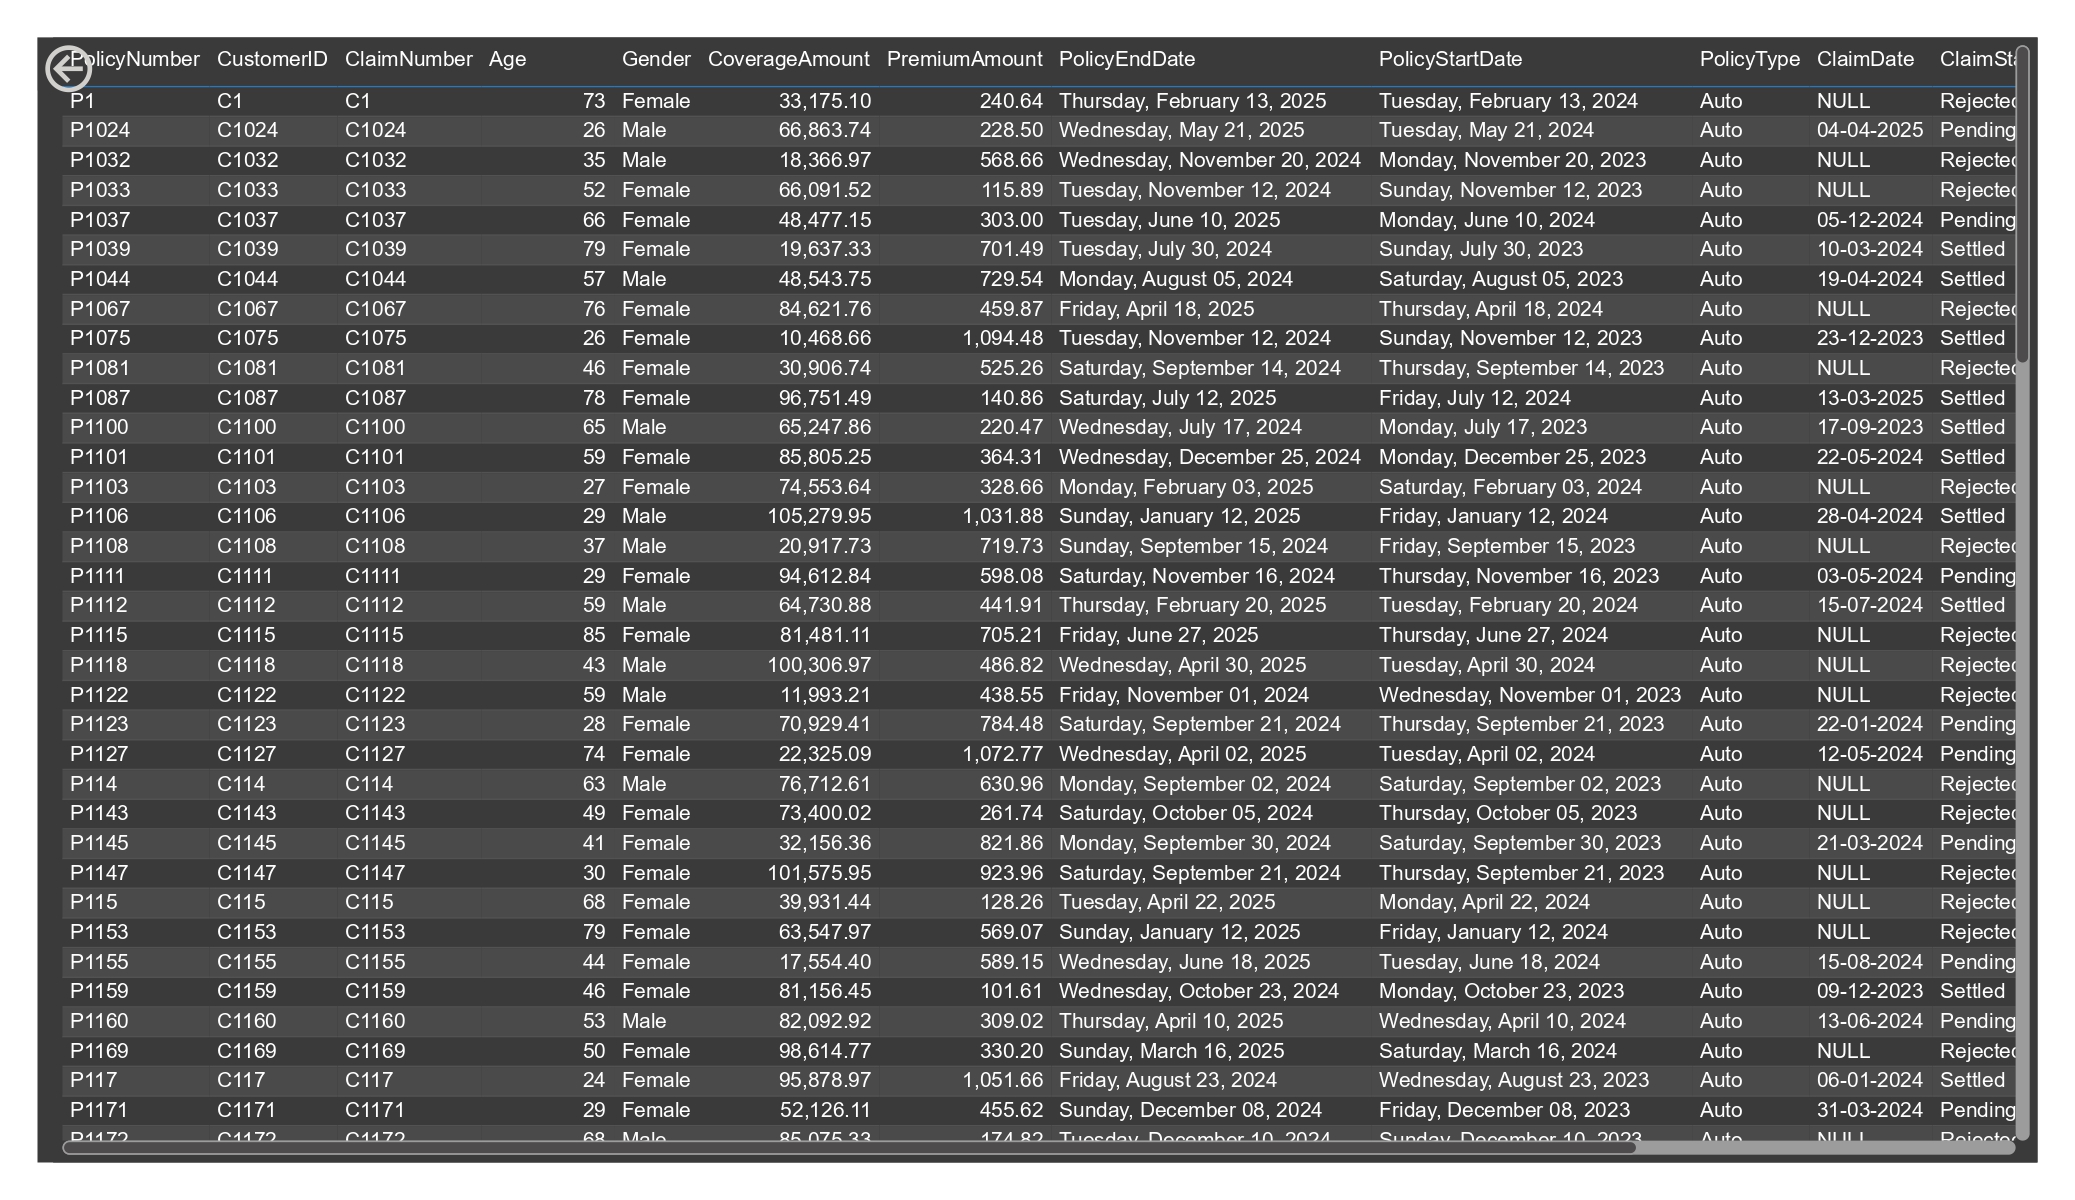 PolicyNumber CustomerID ClaimNumber Age Gender CoverageAmount PremiumAmount PolicyEndDate PolicyStartDate PolicyType ClaimDate ClaimSta
P1 C1 C1 73 Female 33,175.10 240.64 Thursday, February 13, 2025 Tuesday, February 13, 2024 Auto NULL Rejected
P1024 C1024 C1024 26 Male 66,863.74 228.50 Wednesday, May 21, 2025 Tuesday, May 21, 2024 Auto 04-04-2025 Pending
P1032 C1032 C1032 35 Male 18,366.97 568.66 Wednesday, November 20, 2024 Monday, November 20, 2023 Auto NULL Rejected
P1033 C1033 C1033 52 Female 66,091.52 115.89 Tuesday, November 12, 2024 Sunday, November 12, 2023 Auto NULL Rejected
P1037 C1037 C1037 66 Female 48,477.15 303.00 Tuesday, June 10, 2025 Monday, June 10, 2024 Auto 05-12-2024 Pending
P1039 C1039 C1039 79 Female 19,637.33 701.49 Tuesday, July 30, 2024 Sunday, July 30, 2023 Auto 10-03-2024 Settled
P1044 C1044 C1044 57 Male 48,543.75 729.54 Monday, August 05, 2024 Saturday, August 05, 2023 Auto 19-04-2024 Settled
P1067 C1067 C1067 76 Female 84,621.76 459.87 Friday, April 18, 2025 Thursday, April 18, 2024 Auto NULL Rejected
P1075 C1075 C1075 26 Female 10,468.66 1,094.48 Tuesday, November 12, 2024 Sunday, November 12, 2023 Auto 23-12-2023 Settled
P1081 C1081 C1081 46 Female 30,906.74 525.26 Saturday, September 14, 2024 Thursday, September 14, 2023 Auto NULL Rejected
P1087 C1087 C1087 78 Female 96,751.49 140.86 Saturday, July 12, 2025 Friday, July 12, 2024 Auto 13-03-2025 Settled
P1100 C1100 C1100 65 Male 65,247.86 220.47 Wednesday, July 17, 2024 Monday, July 17, 2023 Auto 17-09-2023 Settled
P1101 C1101 C1101 59 Female 85,805.25 364.31 Wednesday, December 25, 2024 Monday, December 25, 2023 Auto 22-05-2024 Settled
P1103 C1103 C1103 27 Female 74,553.64 328.66 Monday, February 03, 2025 Saturday, February 03, 2024 Auto NULL Rejected
P1106 C1106 C1106 29 Male 105,279.95 1,031.88 Sunday, January 12, 2025 Friday, January 12, 2024 Auto 28-04-2024 Settled
P1108 C1108 C1108 37 Male 20,917.73 719.73 Sunday, September 15, 2024 Friday, September 15, 2023 Auto NULL Rejected
P1111 C1111 C1111 29 Female 94,612.84 598.08 Saturday, November 16, 2024 Thursday, November 16, 2023 Auto 03-05-2024 Pending
P1112 C1112 C1112 59 Male 64,730.88 441.91 Thursday, February 20, 2025 Tuesday, February 20, 2024 Auto 15-07-2024 Settled
P1115 C1115 C1115 85 Female 81,481.11 705.21 Friday, June 27, 2025 Thursday, June 27, 2024 Auto NULL Rejected
P1118 C1118 C1118 43 Male 100,306.97 486.82 Wednesday, April 30, 2025 Tuesday, April 30, 2024 Auto NULL Rejected
P1122 C1122 C1122 59 Male 11,993.21 438.55 Friday, November 01, 2024 Wednesday, November 01, 2023 Auto NULL Rejected
P1123 C1123 C1123 28 Female 70,929.41 784.48 Saturday, September 21, 2024 Thursday, September 21, 2023 Auto 22-01-2024 Pending
P1127 C1127 C1127 74 Female 22,325.09 1,072.77 Wednesday, April 02, 2025 Tuesday, April 02, 2024 Auto 12-05-2024 Pending
P114 C114 C114 63 Male 76,712.61 630.96 Monday, September 02, 2024 Saturday, September 02, 2023 Auto NULL Rejected
P1143 C1143 C1143 49 Female 73,400.02 261.74 Saturday, October 05, 2024 Thursday, October 05, 2023 Auto NULL Rejected
P1145 C1145 C1145 41 Female 32,156.36 821.86 Monday, September 30, 2024 Saturday, September 30, 2023 Auto 21-03-2024 Pending
P1147 C1147 C1147 30 Female 101,575.95 923.96 Saturday, September 21, 2024 Thursday, September 21, 2023 Auto NULL Rejected
P115 C115 C115 68 Female 39,931.44 128.26 Tuesday, April 22, 2025 Monday, April 22, 2024 Auto NULL Rejected
P1153 C1153 C1153 79 Female 63,547.97 569.07 Sunday, January 12, 2025 Friday, January 12, 2024 Auto NULL Rejected
P1155 C1155 C1155 44 Female 17,554.40 589.15 Wednesday, June 18, 2025 Tuesday, June 18, 2024 Auto 15-08-2024 Pending
P1159 C1159 C1159 46 Female 81,156.45 101.61 Wednesday, October 23, 2024 Monday, October 23, 2023 Auto 09-12-2023 Settled
P1160 C1160 C1160 53 Male 82,092.92 309.02 Thursday, April 10, 2025 Wednesday, April 10, 2024 Auto 13-06-2024 Pending
P1169 C1169 C1169 50 Female 98,614.77 330.20 Sunday, March 16, 2025 Saturday, March 16, 2024 Auto NULL Rejected
P117 C117 C117 24 Female 95,878.97 1,051.66 Friday, August 23, 2024 Wednesday, August 23, 2023 Auto 06-01-2024 Settled
P1171 C1171 C1171 29 Female 52,126.11 455.62 Sunday, December 08, 2024 Friday, December 08, 2023 Auto 31-03-2024 Pending
P1172 C1172 C1172 68 Male 85,075.33 174.82 Tuesday, December 10, 2024 Sunday, December 10, 2023 Auto NULL Rejected